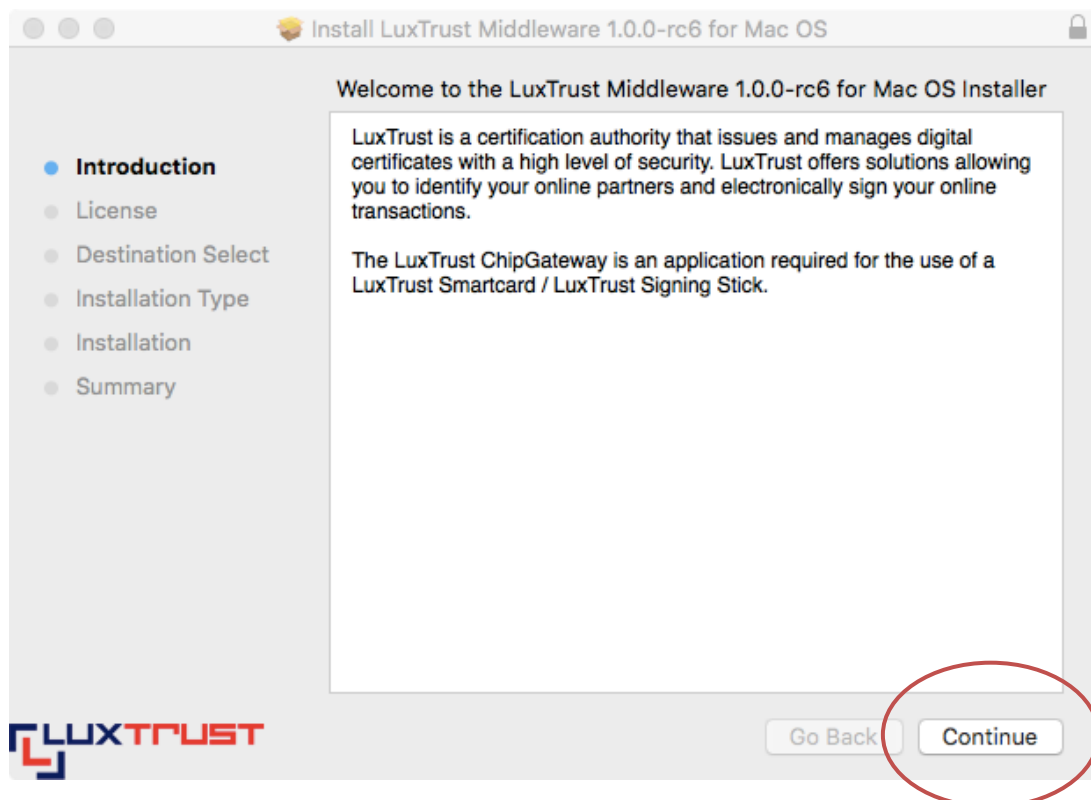 Install LuxTrust Middleware 1.0.0-rc6 for Mac OS
Welcome to the LuxTrust Middleware 1.0.0-rc6 for Mac OS Installer
Introduction
License
Destination Select
Installation Type
Installation
Summary
LuxTrust is a certification authority that issues and manages digital
certificates with a high level of security. LuxTrust offers solutions allowing
you to identify your online partners and electronically sign your online
transactions.
The LuxTrust ChipGateway is an application required for the use of a
LuxTrust Smartcard / LuxTrust Signing Stick.
LUXTRUST
Go Back
Continue